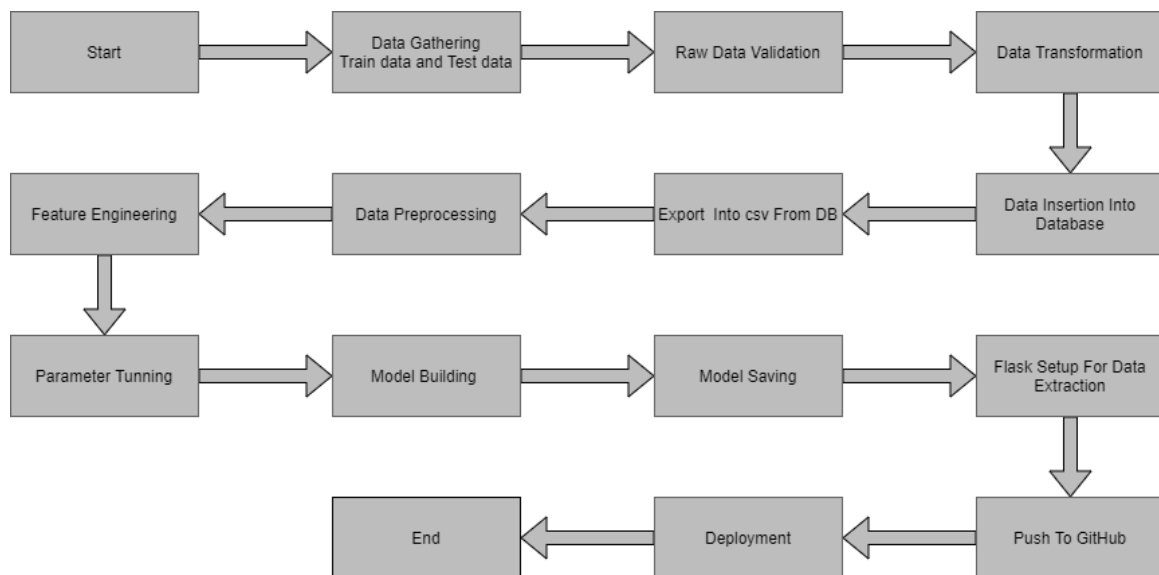 Start
Data Gathering
Train data and Test data
Raw Data Validation
Data Transformation
Feature Engineering
Data Preprocessing
Export Into csv From DB
Data Insertion Into
Database
Parameter Tunning
Model Building
Model Saving
Flask Setup For Data
Extraction
End
Deployment
Push To GitHub